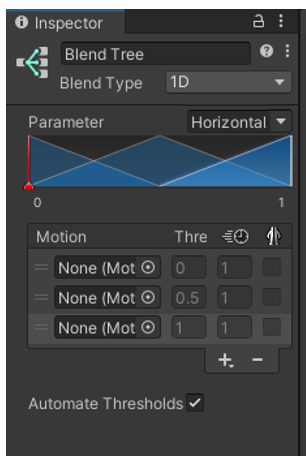 Inspector
Blend Tree
Blend Type 1D
Parameter Horizontal
0 1
Motion Thre
None (Mot 0 1
None (Mot 0.5 1
None (Mot 1 1
+ −
Automate Thresholds